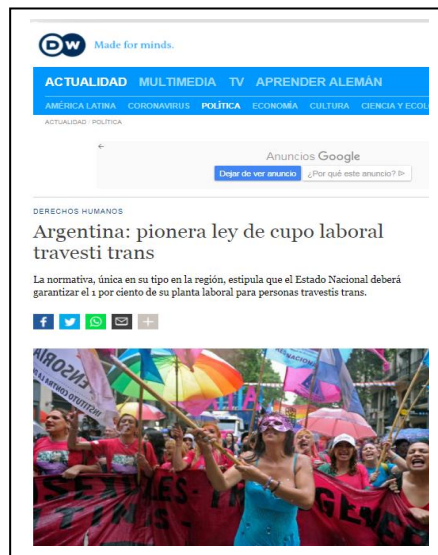 DW Made for minds.
ACTUALIDAD MULTIMEDIA TV APRENDER ALEMÁN
AMÉRICA LATINA CORONAVIRUS POLÍTICA ECONOMÍA CULTURA CIENCIA Y ECOL
ACTUALIDAD / POLÍTICA
Anuncios Google
Dejar de ver anuncio ¿Por qué este anuncio?
DERECHOS HUMANOS
Argentina: pionera ley de cupo laboral
travesti trans
La normativa, única en su tipo en la región, estipula que el Estado Nacional deberá
garantizar el 1 por ciento de su planta laboral para personas travestis trans.